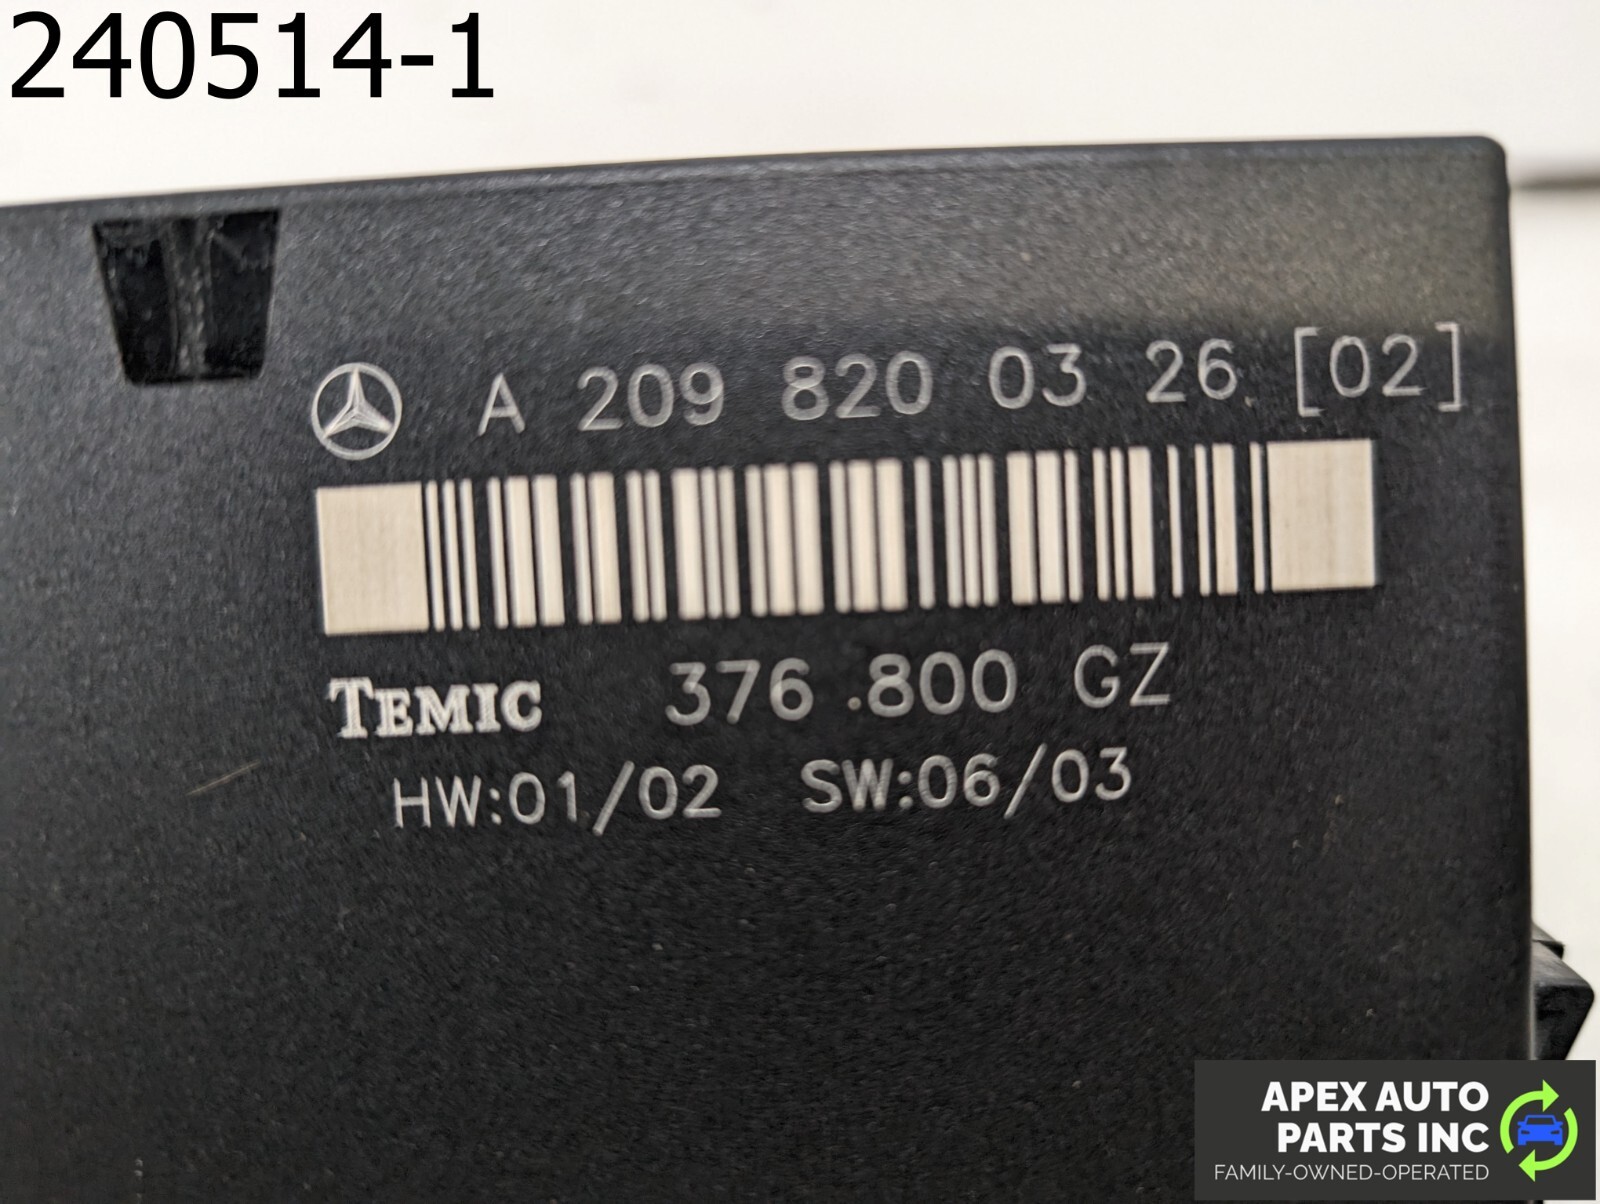 240514-1
A 209 820 03 26 [02]
TEMIC 376.800 GZ
HW:01/02 SW:06/03
APEX AUTO
PARTS INC
FAMILY-OWNED-OPERATED